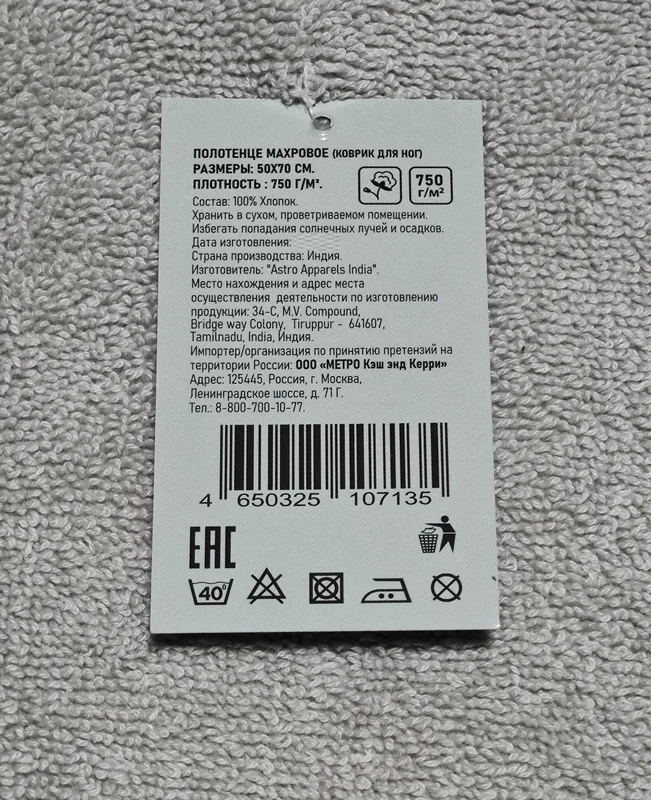 ПОЛОТЕНЦЕ МАХРОВОЕ (КОВРИК ДЛЯ НОГ)
РАЗМЕРЫ: 50Х70 СМ.
ПЛОТНОСТЬ : 750 Г/М².
750
Г/М²
Состав: 100% Хлопок.
Хранить в сухом, проветриваемом помещении.
Избегать попадания солнечных лучей и осадков.
Дата изготовления:
Страна производства: Индия.
Изготовитель: "Astro Apparels India".
Место нахождения и адрес места
осуществления деятельности по изготовлению
продукции: 34-C, M.V. Compound,
Bridge way Colony, Tiruppur - 641607,
Tamilnadu, India, Индия.
Импортер/организация по принятию претензий на
территории России: ООО «МЕТРО Кэш энд Керри»
Адрес: 125445, Россия, г. Москва,
Ленинградское шоссе, д. 71 Г.
Тел.: 8-800-700-10-77.
4 650325 107135
EAC
40°